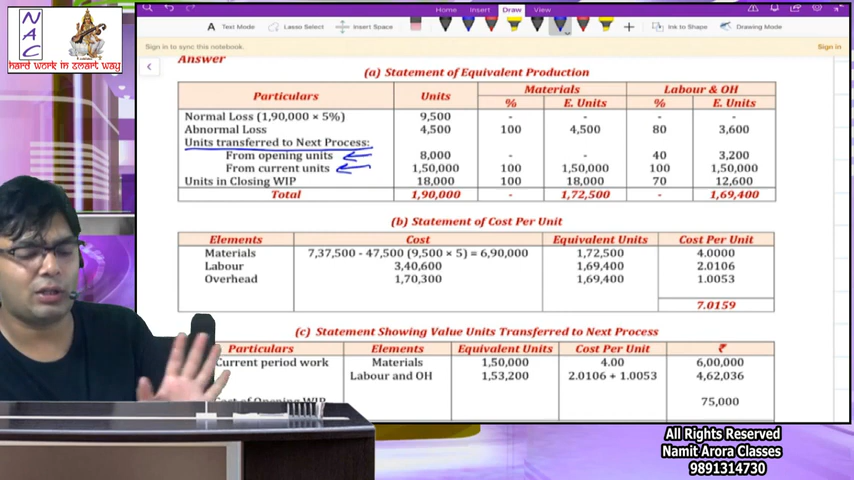 NAC
Hard work in smart way
Home Insert Draw View
Text Mode Lasso Select Insert Space Ink to Shape Drawing Mode
Sign in to sync this notebook. Sign in
Answer
(a) Statement of Equivalent Production
Particulars Units Materials Labour & OH
% E. Units % E. Units
Normal Loss (1,90,000 × 5%) 9,500 - - - -
Abnormal Loss 4,500 100 4,500 80 3,600
Units transferred to Next Process:
From opening units 8,000 - - 40 3,200
From current units 1,50,000 100 1,50,000 100 1,50,000
Units in Closing WIP 18,000 100 18,000 70 12,600
Total 1,90,000 - 1,72,500 - 1,69,400
(b) Statement of Cost Per Unit
Elements Cost Equivalent Units Cost Per Unit
Materials 7,37,500 - 47,500 (9,500 × 5) = 6,90,000 1,72,500 4.0000
Labour 3,40,600 1,69,400 2.0106
Overhead 1,70,300 1,69,400 1.0053
7.0159
(c) Statement Showing Value Units Transferred to Next Process
Particulars Elements Equivalent Units Cost Per Unit ₹
Current period work Materials 1,50,000 4.00 6,00,000
Labour and OH 1,53,200 2.0106 + 1.0053 4,62,036
Cost of Opening WIP 75,000
All Rights Reserved
Namit Arora Classes
9891314730